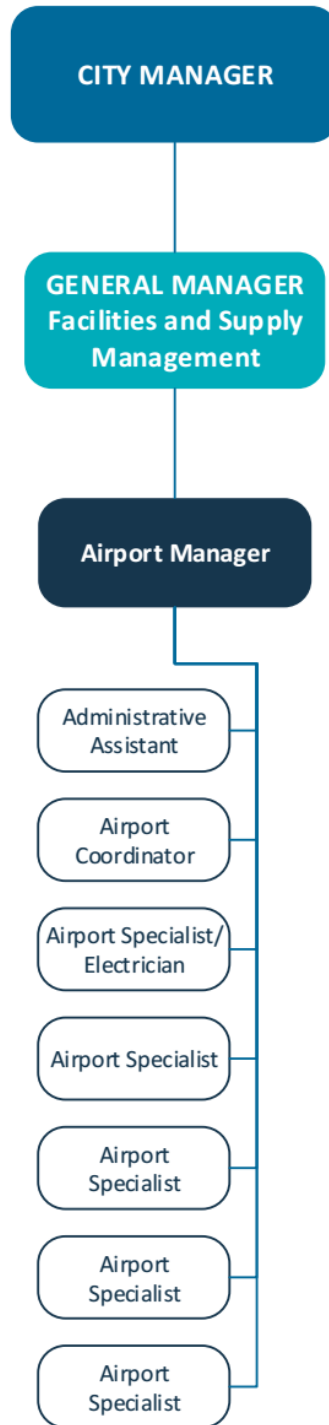 CITY MANAGER
GENERAL MANAGER
Facilities and Supply
Management
Airport Manager
Administrative
Assistant
Airport
Coordinator
Airport Specialist/
Electrician
Airport Specialist
Airport
Specialist
Airport
Specialist
Airport
Specialist